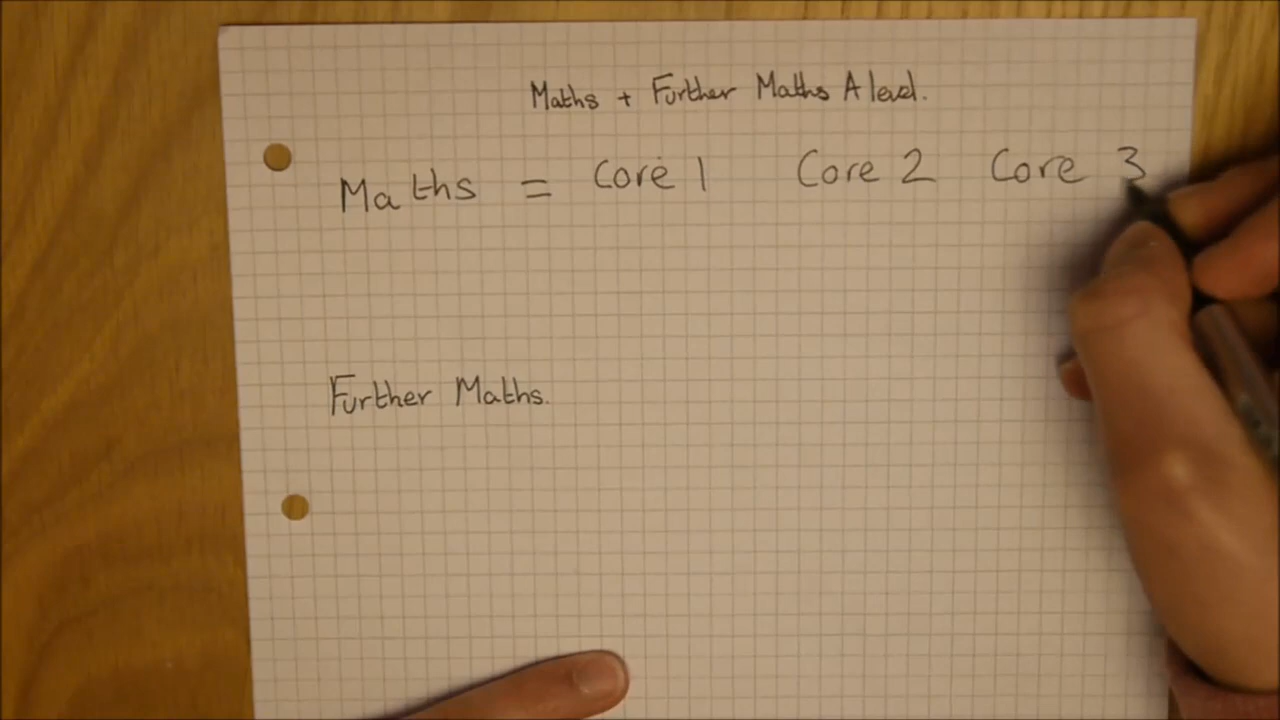 Maths + Further Maths A level.
Maths = Core 1 Core 2 Core 3
Further Maths.